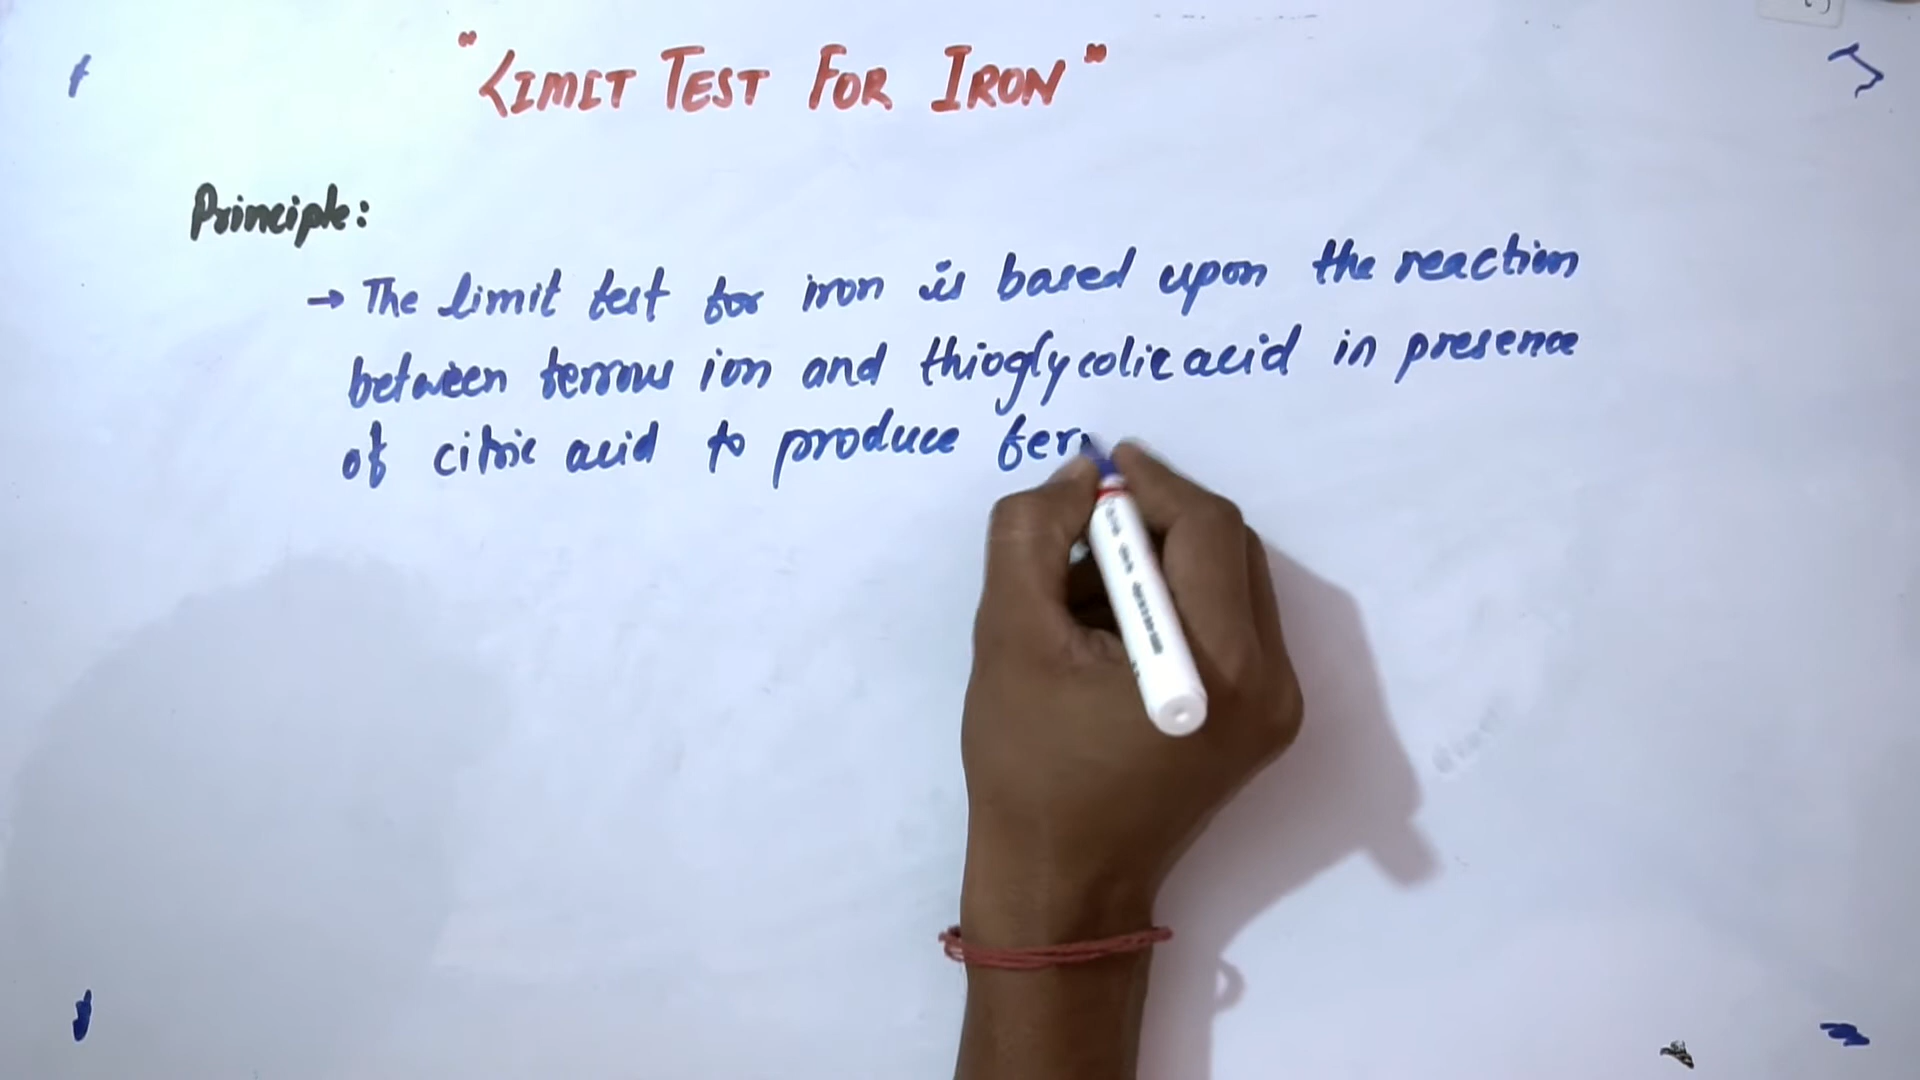 "LIMIT TEST FOR IRON"
Principle:
→ The limit test for iron is based upon the reaction
between ferrous ion and thioglycolic acid in presence
of citric acid to produce fer